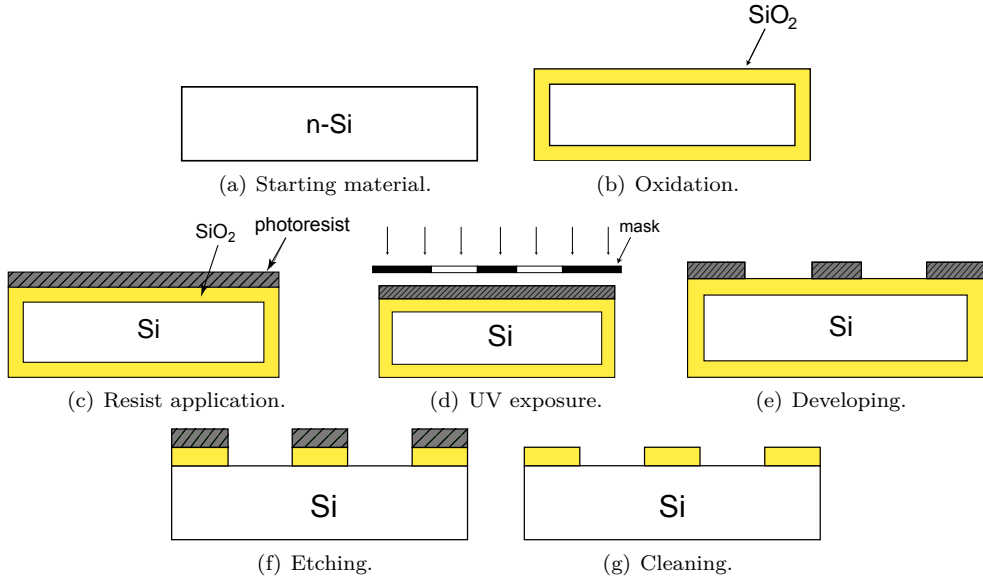 SiO₂
n-Si
(a) Starting material.
(b) Oxidation.
photoresist
SiO₂
Si
(c) Resist application.
mask
Si
(d) UV exposure.
Si
(e) Developing.
Si
(f) Etching.
Si
(g) Cleaning.